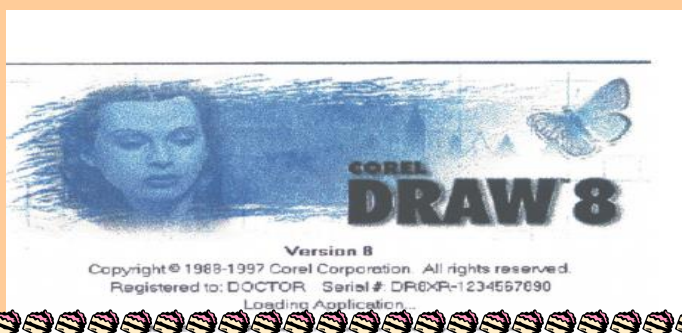 COREL
DRAW™ 8
Version 8
Copyright © 1988-1997 Corel Corporation. All rights reserved.
Registered to: DOCTOR Serial #: DR8XR-1234567890
Loading Application...